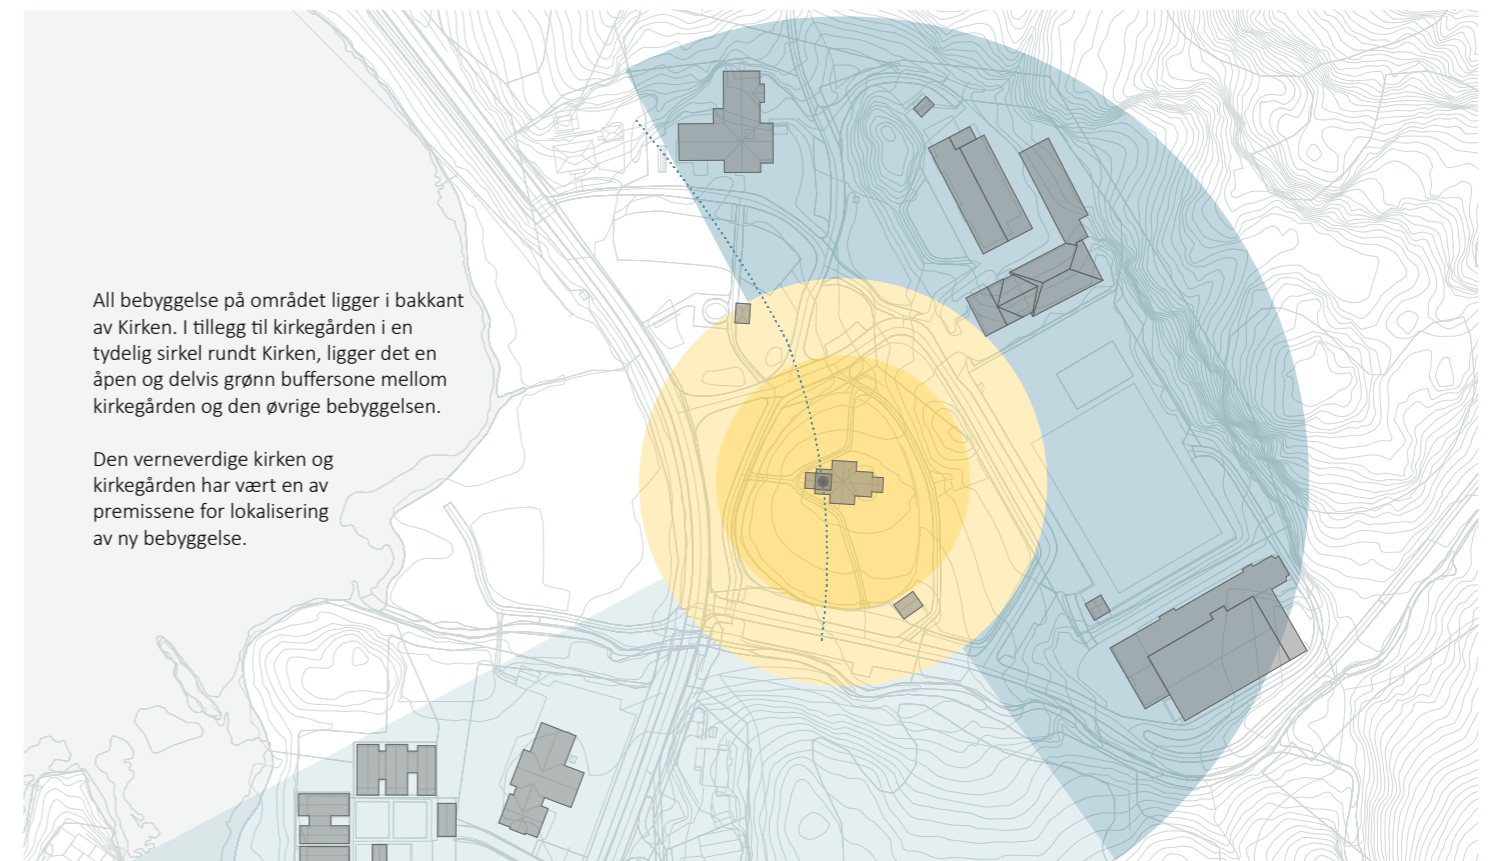 All bebyggelse på området ligger i bakkant
av Kirken. I tillegg til kirkegården i en
tydelig sirkel rundt Kirken, ligger det en
åpen og delvis grønn buffersone mellom
kirkegården og den øvrige bebyggelsen.
Den verneverdige kirken og
kirkegården har vært en av
premissene for lokalisering
av ny bebyggelse.